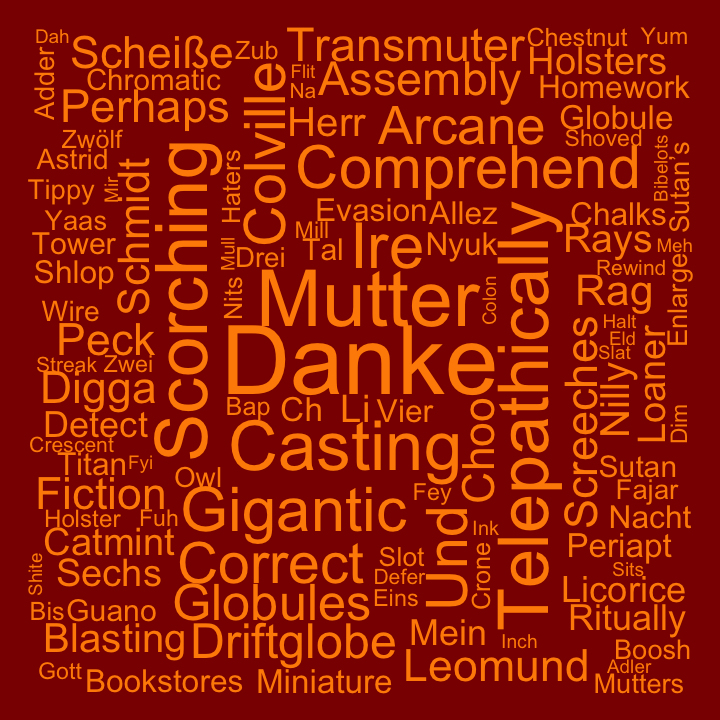 Dah
Scheiße
Zub
Transmuter
Chestnut
Yum
Adder
Chromatic
Flit
Na
Assembly
Holsters
Homework
Perhaps
Colville
Herr
Arcane
Globule
Shoved
Zwölf
Astrid
Mir
Schmidt
Scorching
Haters
Comprehend
Bibelots
Sutan's
Tippy
Yaas
Tower
Shlop
Evasion
Allez
Chalks
Mill
Mull
Drei
Tal
Ire
Nyuk
Telepathically
Rays
Meh
Rewind
Enlarge
Nits
Mutter
Colon
Rag
Wire
Peck
Halt
Eld
Slat
Streak
Zwei
Danke
Screeches
Nilly
Loaner
Digga
Dim
Detect
Bap
Ch
Li
Vier
Choo
Crescent
Titan
Fyi
Casting
Sutan
Owl
Fey
Fajar
Fiction
Gigantic
Und
Nacht
Holster
Fuh
Ink
Catmint
Correct
Slot
Crone
Periapt
Shite
Sechs
Defer
Sits
Bis
Guano
Globules
Eins
Licorice
Ritually
Blasting
Driftglobe
Mein
Inch
Boosh
Gott
Bookstores
Miniature
Leomund
Adler
Mutters